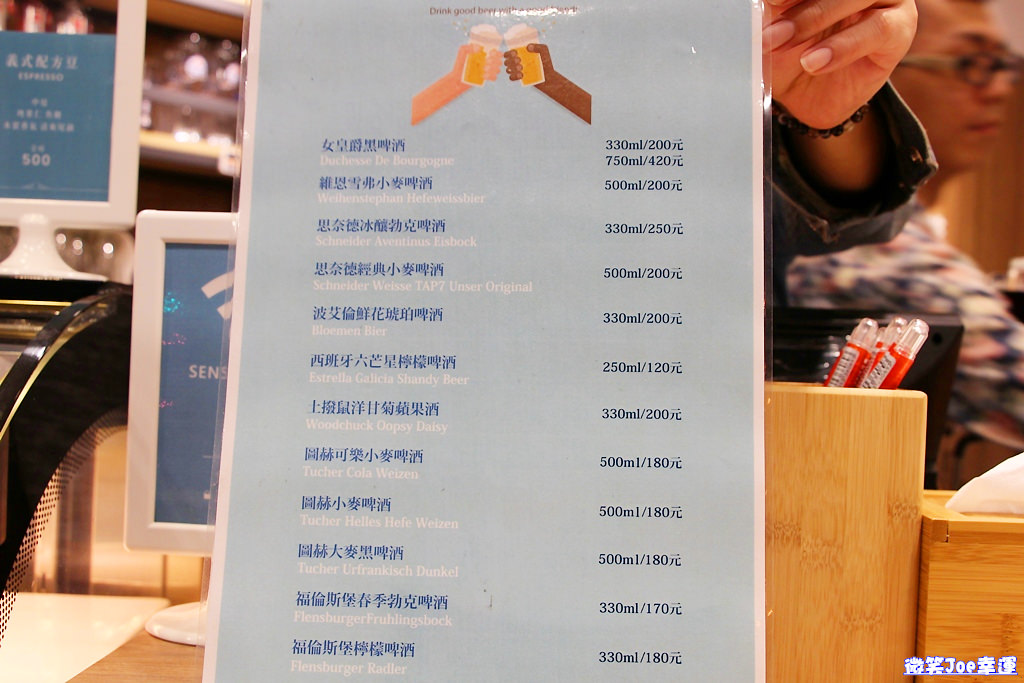 Drink good beer with a good friend!
義式配方豆
ESPRESSO
500
SENS
女皇爵黑啤酒 330ml/200元
Duchesse De Bourgogne 750ml/420元
維恩雪弗小麥啤酒 500ml/200元
Weihenstephan Hefeweissbier
思奈德冰釀勃克啤酒 330ml/250元
Schneider Aventinus Eisbock
思奈德經典小麥啤酒 500ml/200元
Schneider Weisse TAP7 Unser Original
波艾倫鮮花琥珀啤酒 330ml/200元
Bloemen Bier
西班牙六芒星檸檬啤酒 250ml/120元
Estrella Galicia Shandy Beer
土撥鼠洋甘菊蘋果酒 330ml/200元
Woodchuck Oopsy Daisy
圖赫可樂小麥啤酒 500ml/180元
Tucher Cola Weizen
圖赫小麥啤酒 500ml/180元
Tucher Helles Hefe Weizen
圖赫大麥黑啤酒 500ml/180元
Tucher Urfrankisch Dunkel
福倫斯堡春季勃克啤酒 330ml/170元
FlensburgerFruhlingsbock
福倫斯堡檸檬啤酒 330ml/180元
Flensburger Radler
微笑Joe幸運